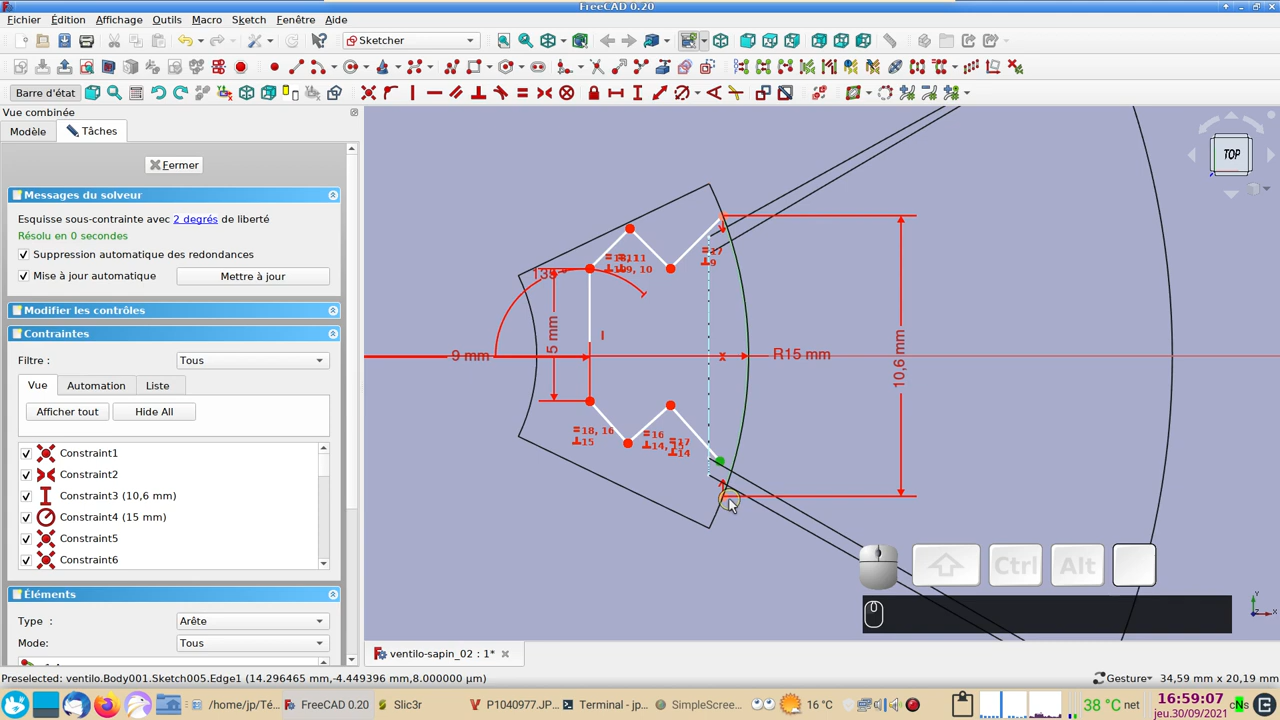 FreeCAD 0.20
Fichier Édition Affichage Outils Macro Sketch Fenêtre Aide
Sketcher
Barre d'état
Vue combinée
Modèle Tâches
Fermer
Messages du solveur
Esquisse sous-contrainte avec 2 degrés de liberté
Résolu en 0 secondes
Suppression automatique des redondances
Mise à jour automatique Mettre à jour
Modifier les contrôles
Contraintes
Filtre : Tous
Vue Automation Liste
Afficher tout Hide All
Constraint1
Constraint2
Constraint3 (10,6 mm)
Constraint4 (15 mm)
Constraint5
Constraint6
Éléments
Type : Arête
Mode: Tous
TOP
9 mm
5 mm
R15 mm
10,6 mm
Ctrl Alt
ventilo-sapin_02 : 1*
Preselected: ventilo.Body001.Sketch005.Edge1 (14.296465 mm,-4.449396 mm,8.000000 µm)
Gesture 34,59 mm x 20,19 mm
/home/jp/Té... FreeCAD 0.20 Slic3r P1040977.JP... Terminal - jp... SimpleScree... 16 °C 38 °C net 16:59:07
jeu.30/09/2021